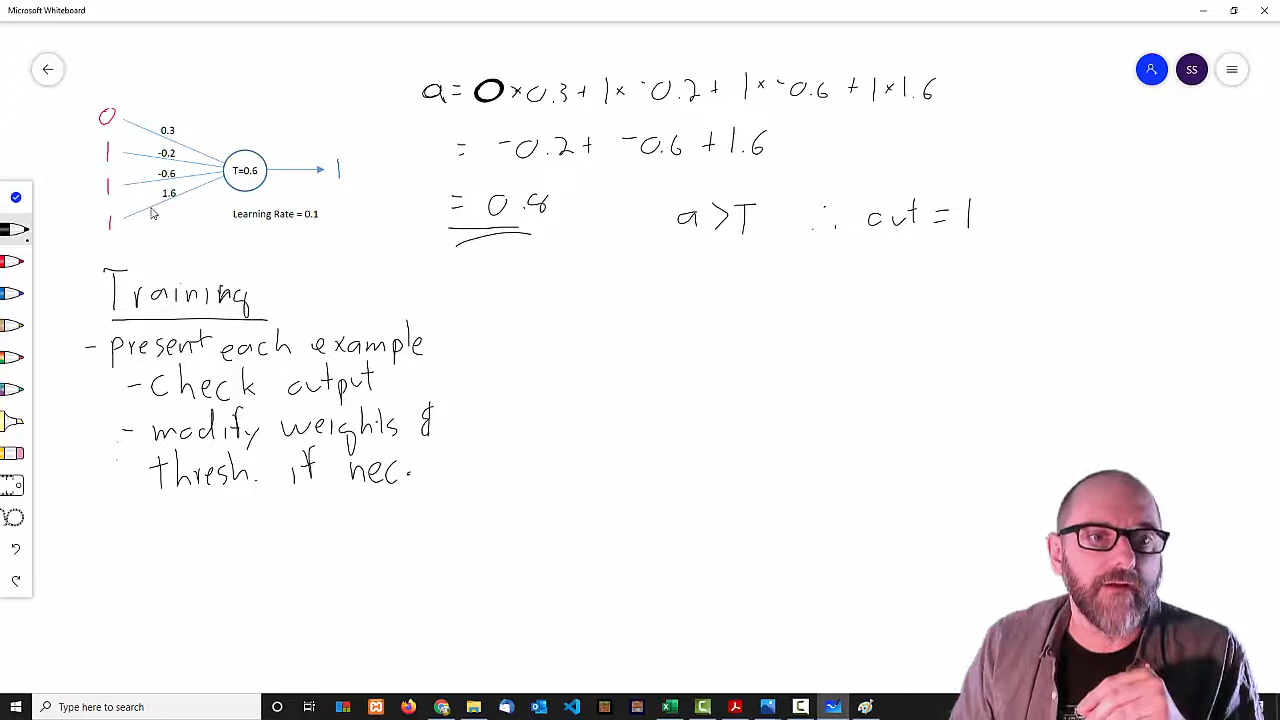 Microsoft Whiteboard
SS
a = 0 × 0.3 + 1 × -0.2 + 1 × -0.6 + 1 × 1.6
= -0.2 + -0.6 + 1.6
= 0.8
a > T ∴ out = 1
0
1
1
1
0.3
-0.2
-0.6
1.6
T=0.6
1
Learning Rate = 0.1
Training
- present each example
- check output
- modify weights &
thresh. if nec.
Type here to search